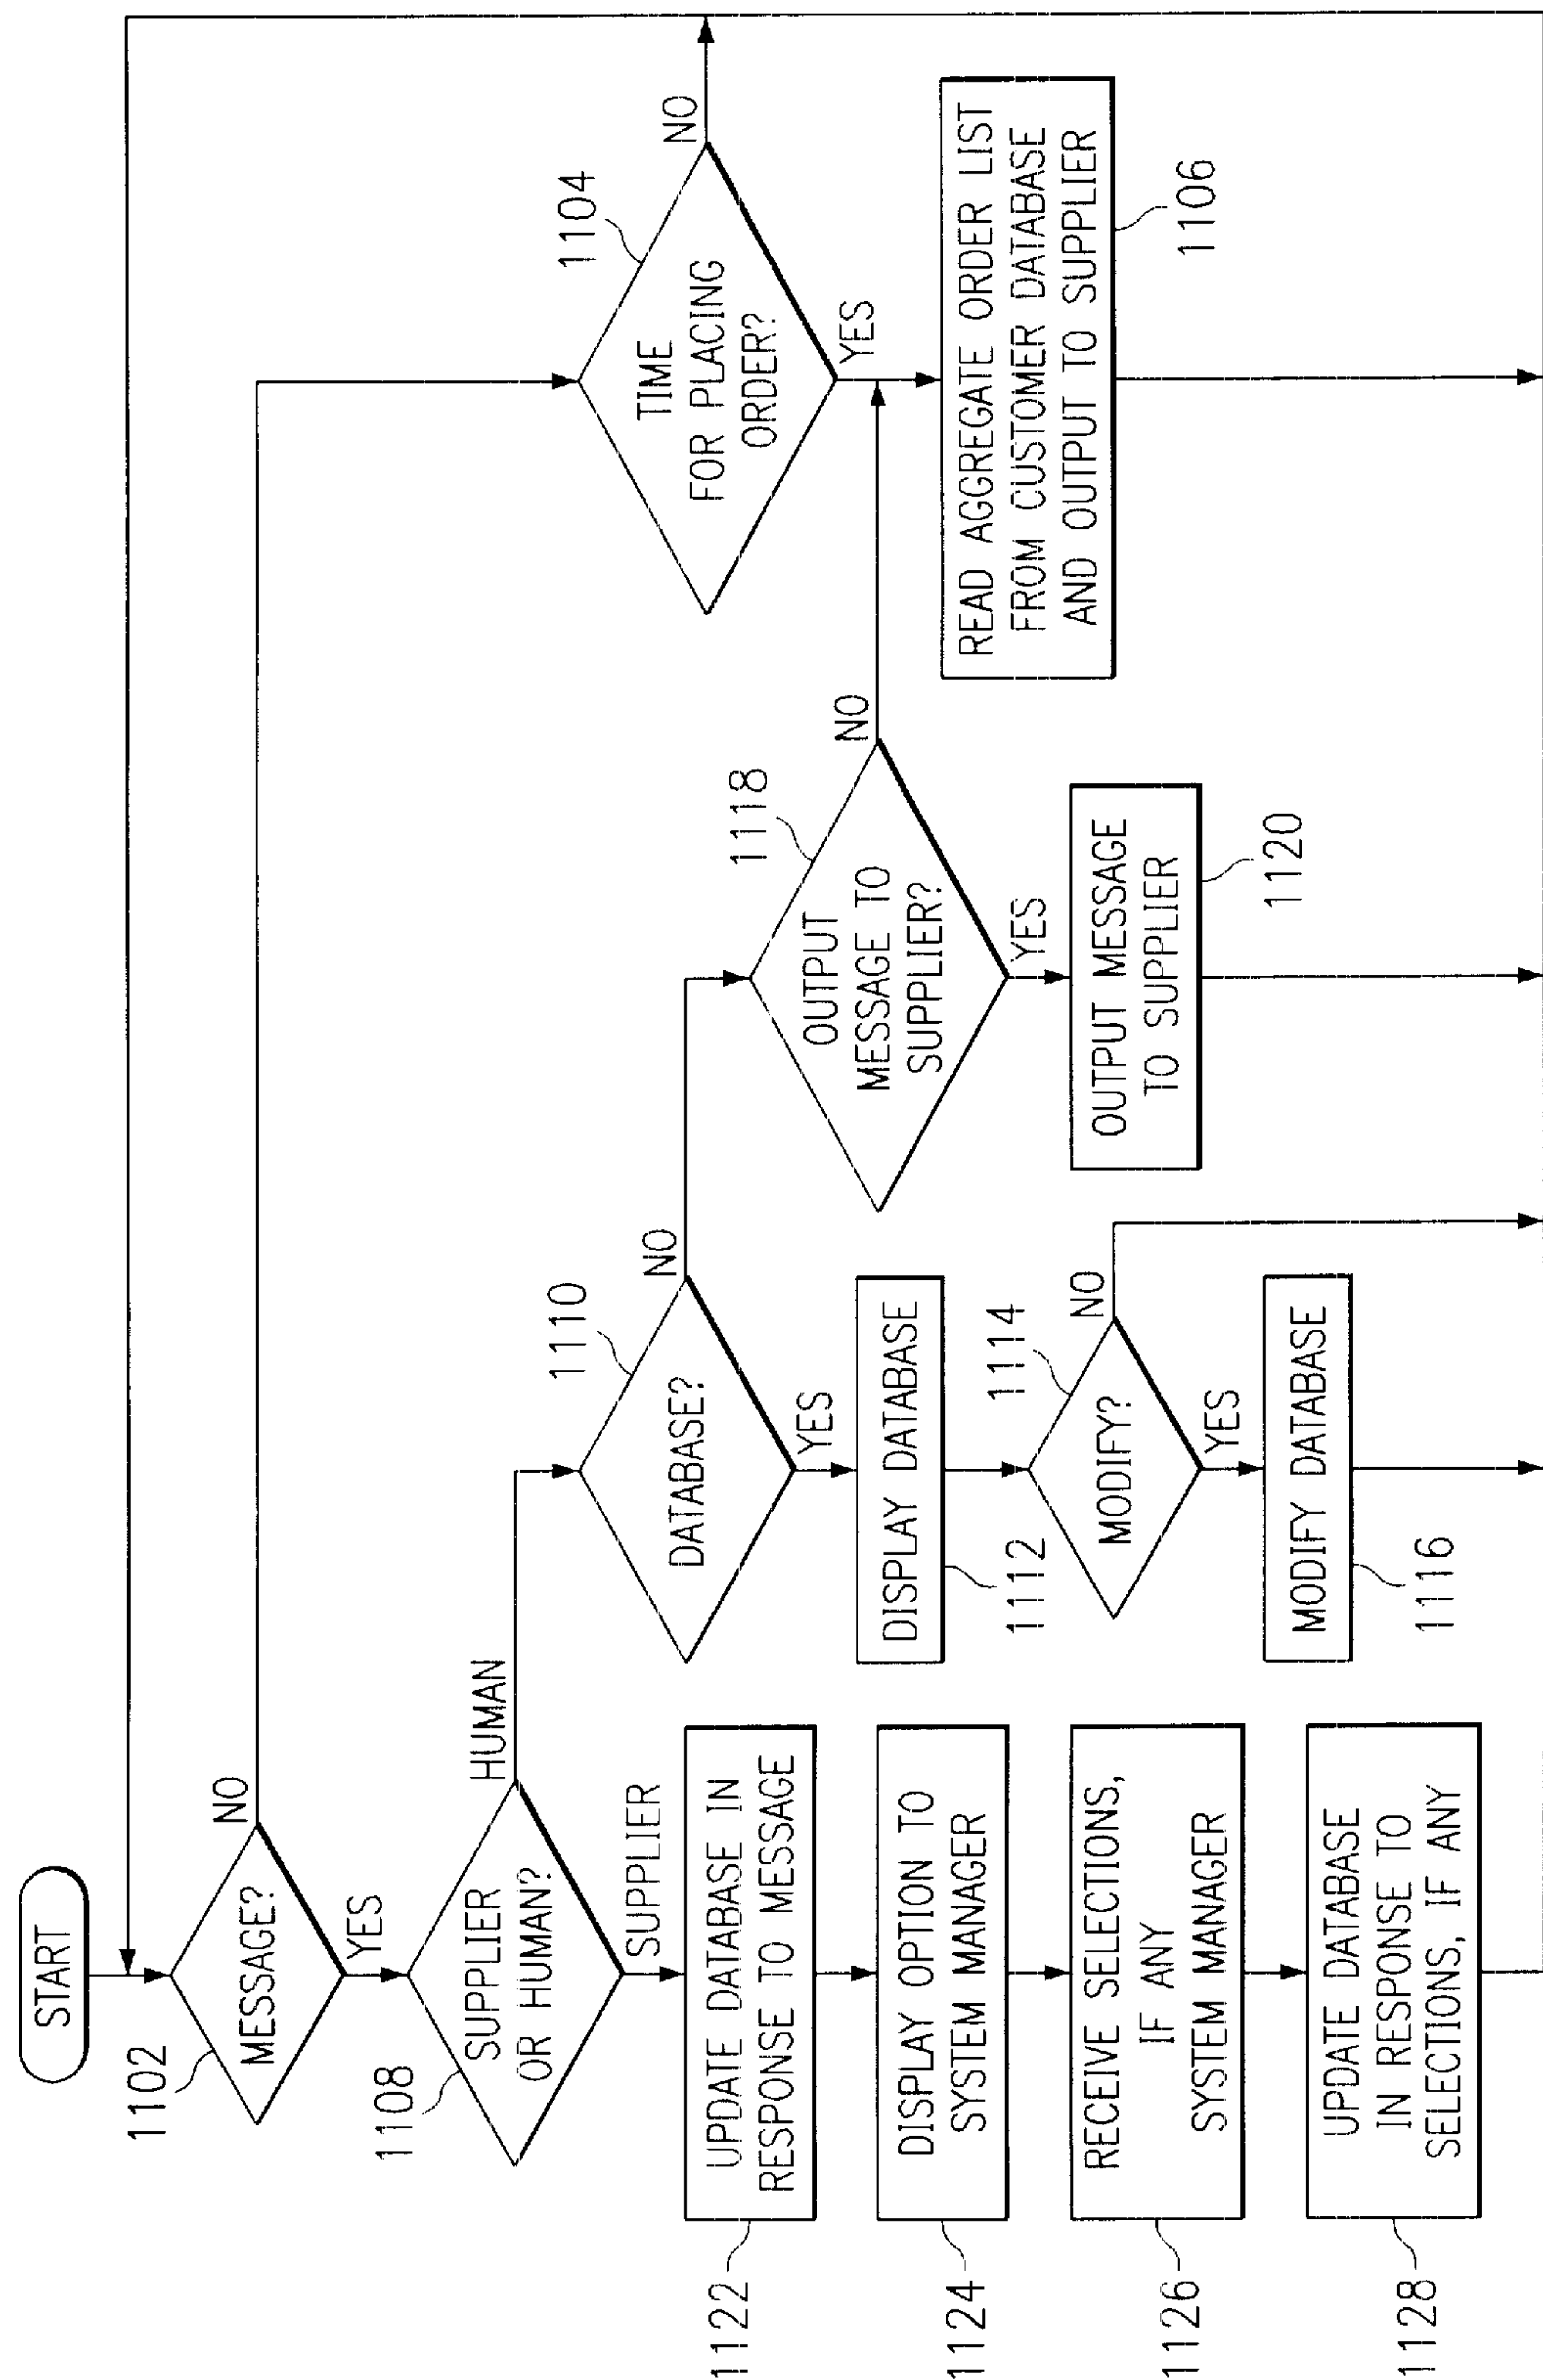 START
1102
MESSAGE?
NO
YES
1108
SUPPLIER
OR HUMAN?
HUMAN
SUPPLIER
1122
UPDATE DATABASE IN
RESPONSE TO MESSAGE
1124
DISPLAY OPTION TO
SYSTEM MANAGER
1126
RECEIVE SELECTIONS,
IF ANY
SYSTEM MANAGER
1128
UPDATE DATABASE
IN RESPONSE TO
SELECTIONS, IF ANY
1110
DATABASE?
NO
YES
DISPLAY DATABASE
1112
1114
MODIFY?
NO
YES
MODIFY DATABASE
1116
1118
OUTPUT
MESSAGE TO
SUPPLIER?
NO
YES
OUTPUT MESSAGE
TO SUPPLIER
1120
1104
TIME
FOR PLACING
ORDER?
NO
YES
READ AGGREGATE ORDER LIST
FROM CUSTOMER DATABASE
AND OUTPUT TO SUPPLIER
1106